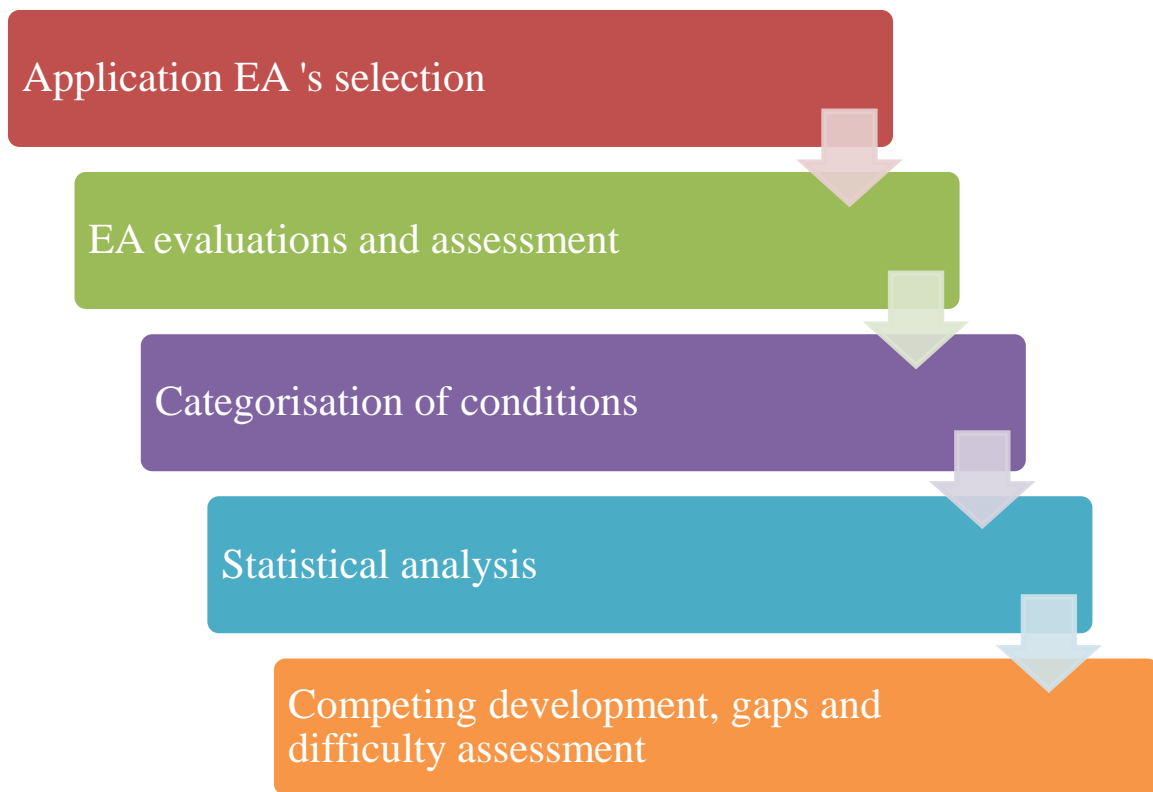 Application EA 's selection
EA evaluations and assessment
Categorisation of conditions
Statistical analysis
Competing development, gaps and
difficulty assessment